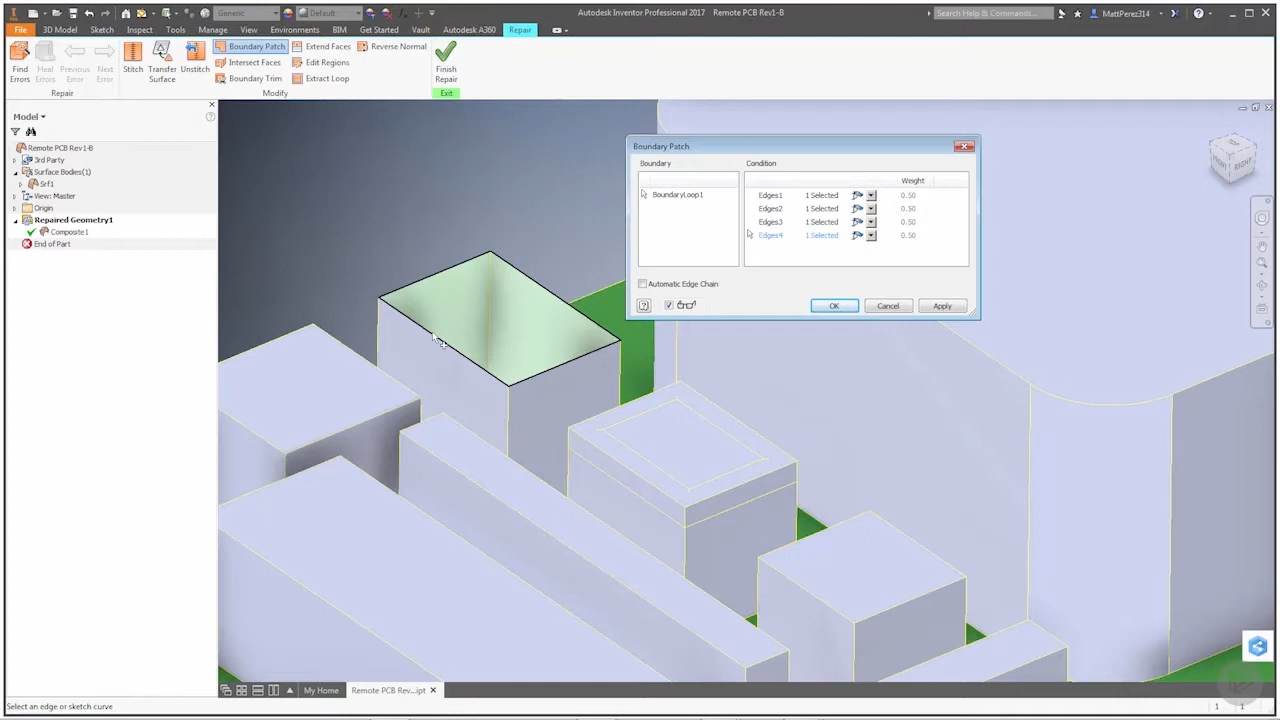 Generic
Default
Autodesk Inventor Professional 2017 Remote PCB Rev1-B
Search Help & Commands...
MattPerez314
File 3D Model Sketch Inspect Tools Manage View Environments BIM Get Started Vault Autodesk A360 Repair
Find Errors
Heal Errors
Previous Error
Next Error
Stitch
Transfer Surface
Unstitch
Boundary Patch
Extend Faces
Reverse Normal
Intersect Faces
Edit Regions
Boundary Trim
Extract Loop
Finish Repair
Repair
Modify
Exit
Model
Remote PCB Rev1-B
3rd Party
Surface Bodies(1)
Srf1
View: Master
Origin
Repaired Geometry1
Composite1
End of Part
Boundary Patch
Boundary
Condition
Weight
BoundaryLoop1
Edges1 1 Selected 0.50
Edges2 1 Selected 0.50
Edges3 1 Selected 0.50
Edges4 1 Selected 0.50
Automatic Edge Chain
OK
Cancel
Apply
FRONT
RIGHT
My Home
Remote PCB Rev...ipt
Select an edge or sketch curve
1 1